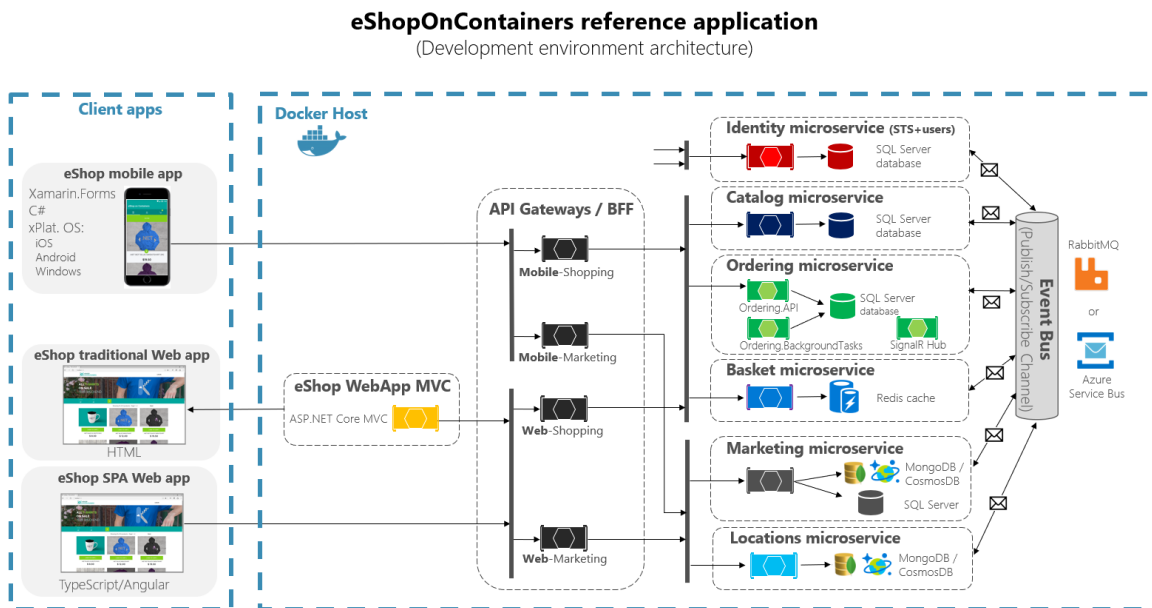 eShopOnContainers reference application
(Development environment architecture)
Client apps
eShop mobile app
Xamarin.Forms
C#
xPlat. OS:
iOS
Android
Windows
eShop traditional Web app
HTML
eShop SPA Web app
TypeScript/Angular
Docker Host
eShop WebApp MVC
ASP.NET Core MVC
API Gateways / BFF
Mobile-Shopping
Mobile-Marketing
Web-Shopping
Web-Marketing
Identity microservice (STS+users)
SQL Server
database
Catalog microservice
SQL Server
database
Ordering microservice
Ordering.API
SQL Server
database
Ordering.BackgroundTasks
SignalR Hub
Basket microservice
Redis cache
Marketing microservice
MongoDB /
CosmosDB
SQL Server
Locations microservice
MongoDB /
CosmosDB
Event Bus
(Publish/Subscribe Channel)
RabbitMQ
or
Azure
Service Bus